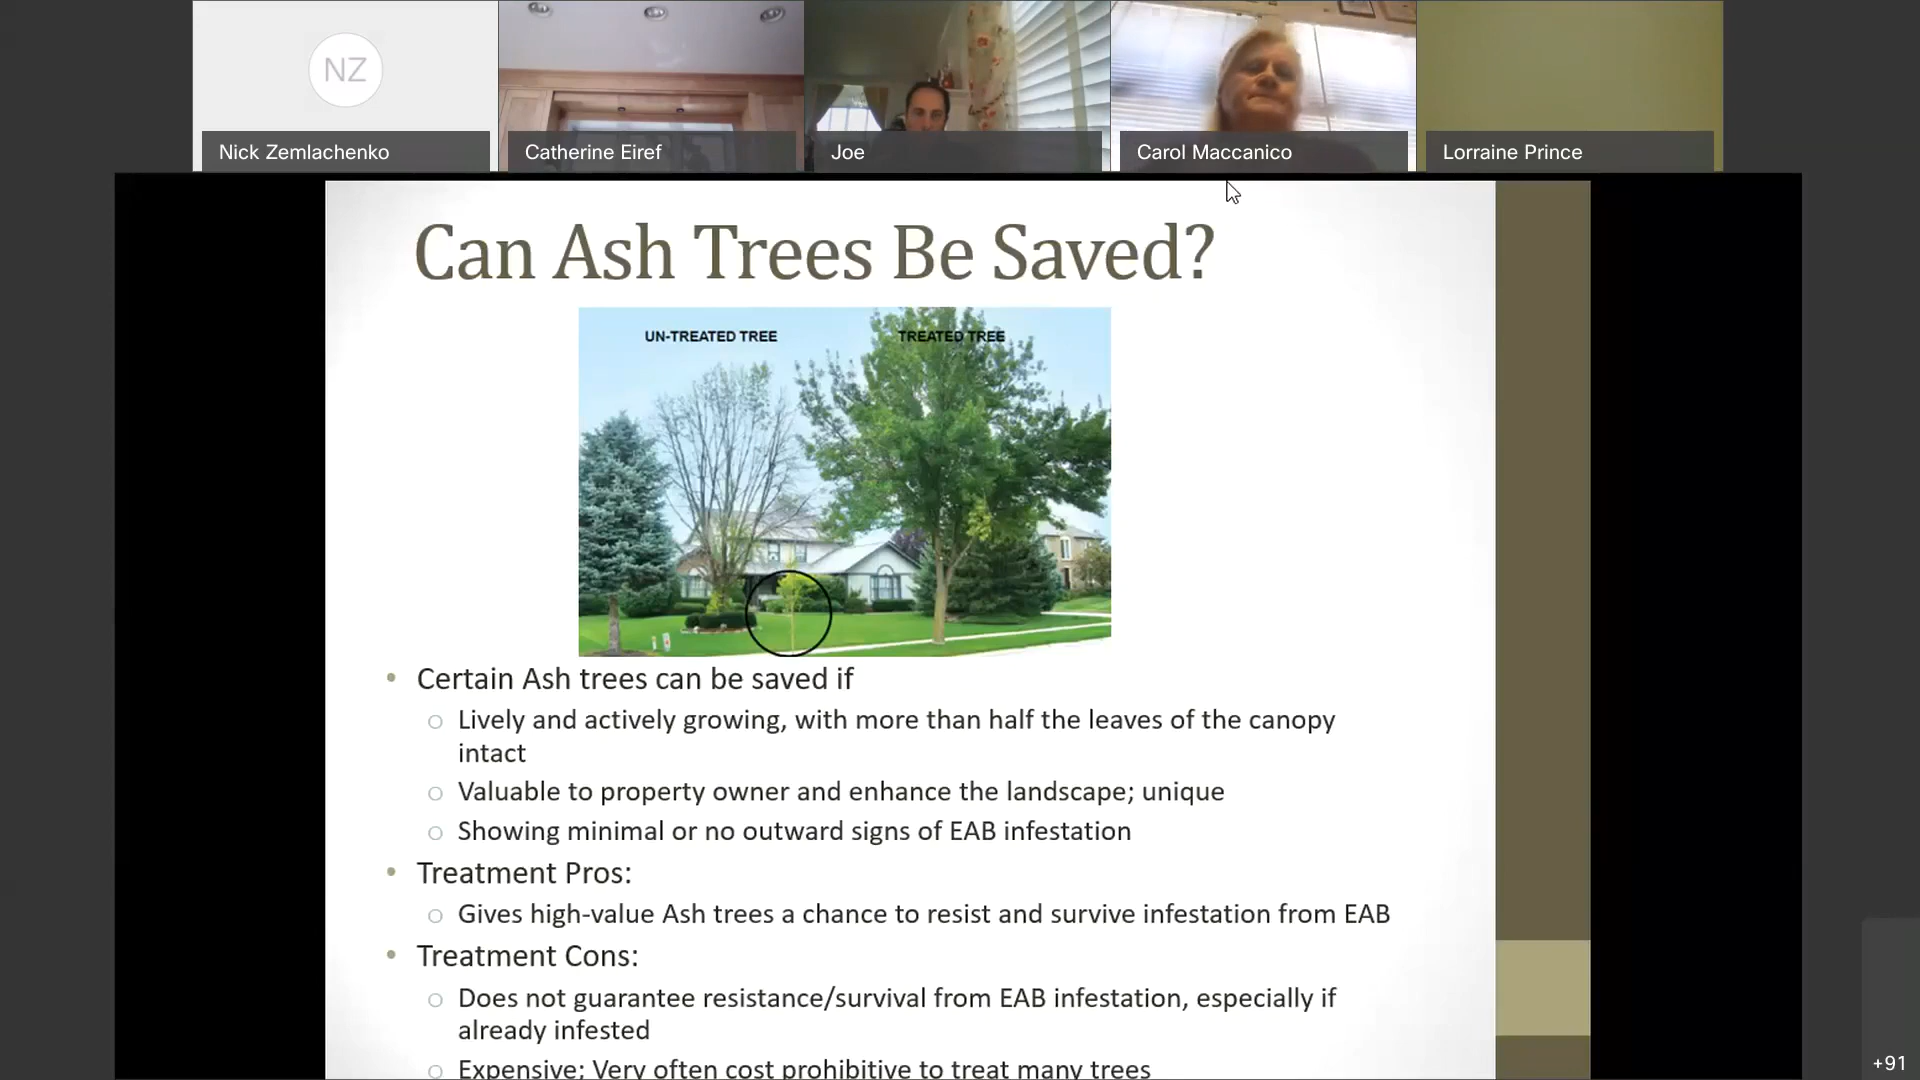 NZ
Nick Zemlachenko
Catherine Eiref
Joe
Carol Maccanico
Lorraine Prince
Can Ash Trees Be Saved?
UN-TREATED TREE
TREATED TREE
• Certain Ash trees can be saved if
o Lively and actively growing, with more than half the leaves of the canopy
intact
o Valuable to property owner and enhance the landscape; unique
o Showing minimal or no outward signs of EAB infestation
• Treatment Pros:
o Gives high-value Ash trees a chance to resist and survive infestation from EAB
• Treatment Cons:
o Does not guarantee resistance/survival from EAB infestation, especially if
already infested
o Expensive; Very often cost prohibitive to treat many trees
+91